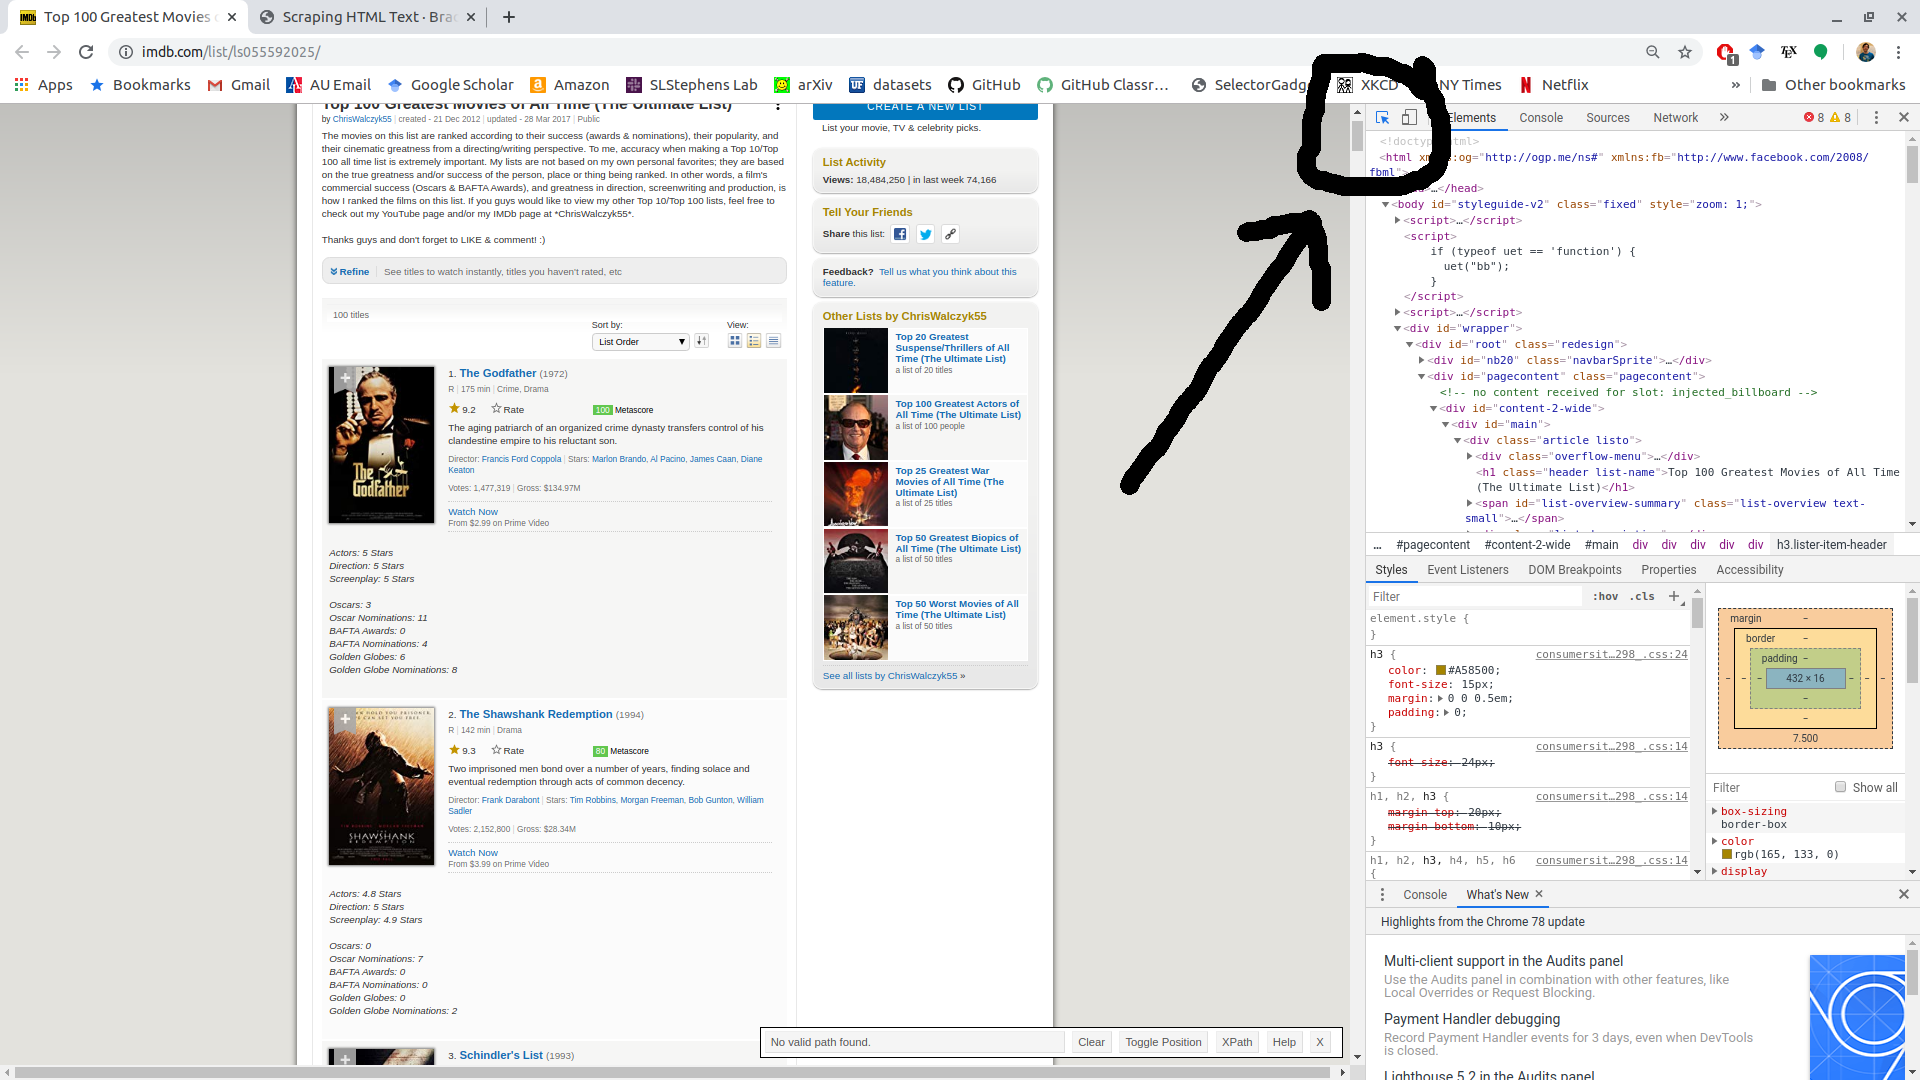 Top 100 Greatest Movies
Scraping HTML Text · Brad
imdb.com/list/ls055592025/
1
Apps
Bookmarks
Gmail
AU Email
Google Scholar
Amazon
SLStephens Lab
arXiv
datasets
GitHub
GitHub Classr…
SelectorGadg
XKCD
NY Times
Netflix
»
Other bookmarks
Top 100 Greatest Movies of All Time (The Ultimate List)
by ChrisWalczyk55 | created - 21 Dec 2012 | updated - 28 Mar 2017 | Public
The movies on this list are ranked according to their success (awards & nominations), their popularity, and
their cinematic greatness from a directing/writing perspective. To me, accuracy when making a Top 10/Top
100 all time list is extremely important. My lists are not based on my own personal favorites; they are based
on the true greatness and/or success of the person, place or thing being ranked. In other words, a film's
commercial success (Oscars & BAFTA Awards), and greatness in direction, screenwriting and production, is
how I ranked the films on this list. If you guys would like to view my other Top 10/Top 100 lists, feel free to
check out my YouTube page and/or my IMDb page at *ChrisWalczyk55*.
Thanks guys and don't forget to LIKE & comment! :)
Refine
See titles to watch instantly, titles you haven't rated, etc
100 titles
Sort by:
List Order
View:
1. The Godfather (1972)
R | 175 min | Crime, Drama
9.2
Rate
100 Metascore
The aging patriarch of an organized crime dynasty transfers control of his
clandestine empire to his reluctant son.
Director: Francis Ford Coppola | Stars: Marlon Brando, Al Pacino, James Caan, Diane
Keaton
Votes: 1,477,319 | Gross: $134.97M
Watch Now
From $2.99 on Prime Video
The
Godfather
Actors: 5 Stars
Direction: 5 Stars
Screenplay: 5 Stars
Oscars: 3
Oscar Nominations: 11
BAFTA Awards: 0
BAFTA Nominations: 4
Golden Globes: 6
Golden Globe Nominations: 8
2. The Shawshank Redemption (1994)
R | 142 min | Drama
9.3
Rate
80 Metascore
Two imprisoned men bond over a number of years, finding solace and
eventual redemption through acts of common decency.
Director: Frank Darabont | Stars: Tim Robbins, Morgan Freeman, Bob Gunton, William
Sadler
Votes: 2,152,800 | Gross: $28.34M
Watch Now
From $3.99 on Prime Video
SHAWSHANK
REDEMPTION
Actors: 4.8 Stars
Direction: 5 Stars
Screenplay: 4.9 Stars
Oscars: 0
Oscar Nominations: 7
BAFTA Awards: 0
BAFTA Nominations: 0
Golden Globes: 0
Golden Globe Nominations: 2
3. Schindler's List (1993)
CREATE A NEW LIST
List your movie, TV & celebrity picks.
List Activity
Views: 18,484,250 | in last week 74,166
Tell Your Friends
Share this list:
Feedback? Tell us what you think about this
feature.
Other Lists by ChrisWalczyk55
Top 20 Greatest
Suspense/Thrillers of All
Time (The Ultimate List)
a list of 20 titles
Top 100 Greatest Actors of
All Time (The Ultimate List)
a list of 100 people
Top 25 Greatest War
Movies of All Time (The
Ultimate List)
a list of 25 titles
Top 50 Greatest Biopics of
All Time (The Ultimate List)
a list of 50 titles
Top 50 Worst Movies of All
Time (The Ultimate List)
a list of 50 titles
See all lists by ChrisWalczyk55 »
No valid path found.
Clear
Toggle Position
XPath
Help
X
Elements
Console
Sources
Network
»
8
8
<!doctype html>
<html xmlns:og="http://ogp.me/ns#" xmlns:fb="http://www.facebook.com/2008/
fbml">
…</head>
<body id="styleguide-v2" class="fixed" style="zoom: 1;">
<script>…</script>
<script>
if (typeof uet == 'function') {
uet("bb");
}
</script>
<script>…</script>
<div id="wrapper">
<div id="root" class="redesign">
<div id="nb20" class="navbarSprite">…</div>
<div id="pagecontent" class="pagecontent">
<!-- no content received for slot: injected_billboard -->
<div id="content-2-wide">
<div id="main">
<div class="article listo">
<div class="overflow-menu">…</div>
<h1 class="header list-name">Top 100 Greatest Movies of All Time
(The Ultimate List)</h1>
<span id="list-overview-summary" class="list-overview text-
small">…</span>
… #pagecontent #content-2-wide #main div div div div div h3.lister-item-header
Styles
Event Listeners
DOM Breakpoints
Properties
Accessibility
Filter
:hov .cls +
element.style {
}
h3 {
consumersit…298_.css:24
color: #A58500;
font-size: 15px;
margin: 0 0 0.5em;
padding: 0;
}
h3 {
consumersit…298_.css:14
font-size: 24px;
}
h1, h2, h3 {
consumersit…298_.css:14
margin-top: 20px;
margin-bottom: 10px;
}
h1, h2, h3, h4, h5, h6
consumersit…298_.css:14
{
margin –
border –
padding –
432 × 16
–
–
7.500
Filter
Show all
box-sizing
border-box
color
rgb(165, 133, 0)
display
Console
What's New
Highlights from the Chrome 78 update
Multi-client support in the Audits panel
Use the Audits panel in combination with other features, like
Local Overrides or Request Blocking.
Payment Handler debugging
Record Payment Handler events for 3 days, even when DevTools
is closed.
Lighthouse 5.2 in the Audits panel